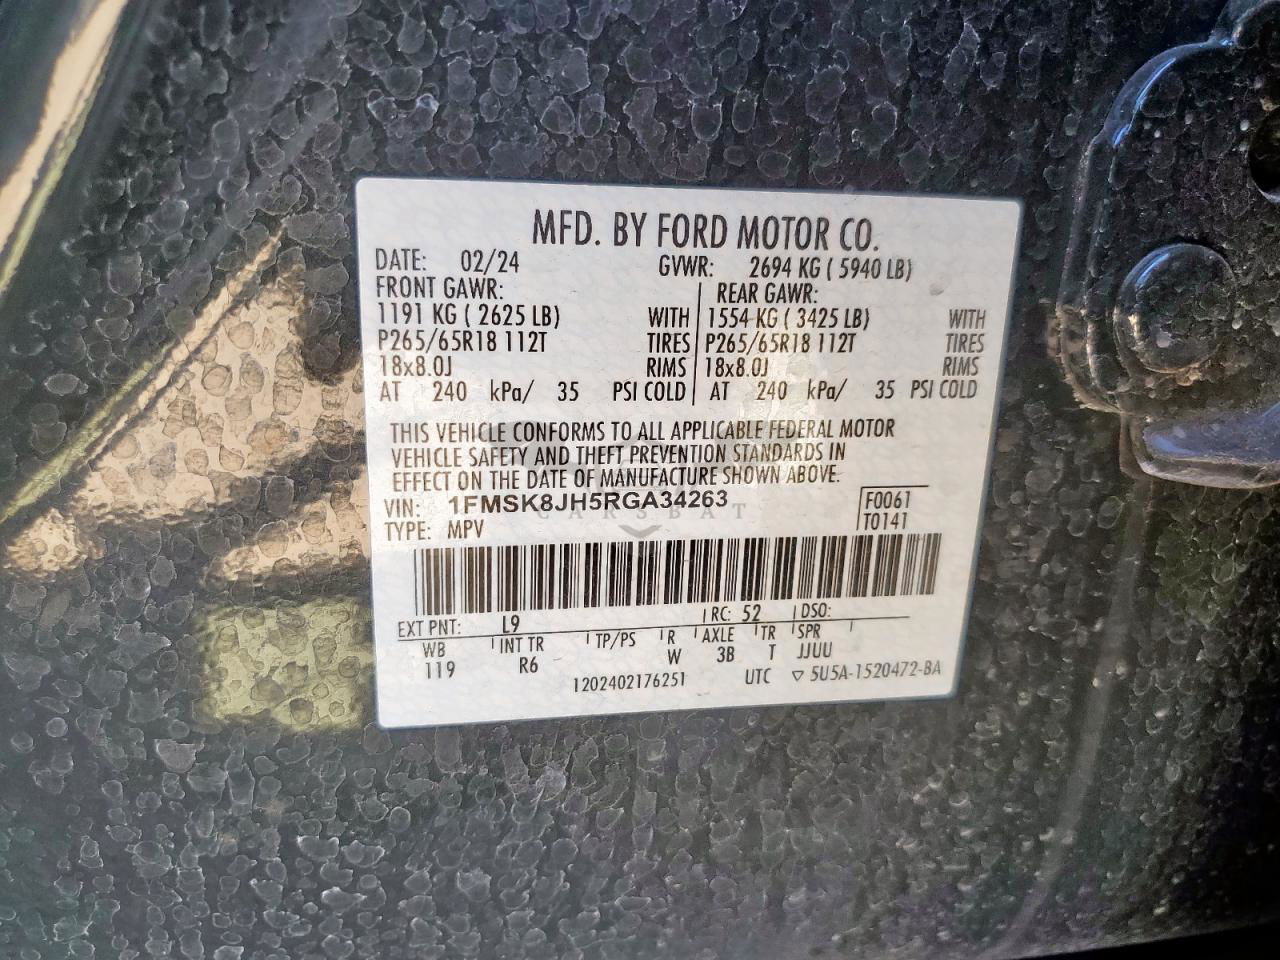 MFD. BY FORD MOTOR CO.
DATE: 02/24 GVWR: 2694 KG ( 5940 LB)
FRONT GAWR: REAR GAWR:
1191 KG ( 2625 LB) WITH 1554 KG ( 3425 LB) WITH
P265/65R18 112T TIRES P265/65R18 112T TIRES
18x8.0J RIMS 18x8.0J RIMS
AT 240 kPa/ 35 PSI COLD AT 240 kPa/ 35 PSI COLD
THIS VEHICLE CONFORMS TO ALL APPLICABLE FEDERAL MOTOR
VEHICLE SAFETY AND THEFT PREVENTION STANDARDS IN
EFFECT ON THE DATE OF MANUFACTURE SHOWN ABOVE.
VIN: 1FMSK8JH5RGA34263 F0061
CARSBAT
TYPE: MPV T0141
EXT PNT: L9 RC: 52 DSO:
WB INT TR TP/PS R AXLE TR SPR
119 R6 W 3B T JJUU
1202402176251 UTC ▽ 5U5A-1520472-BA